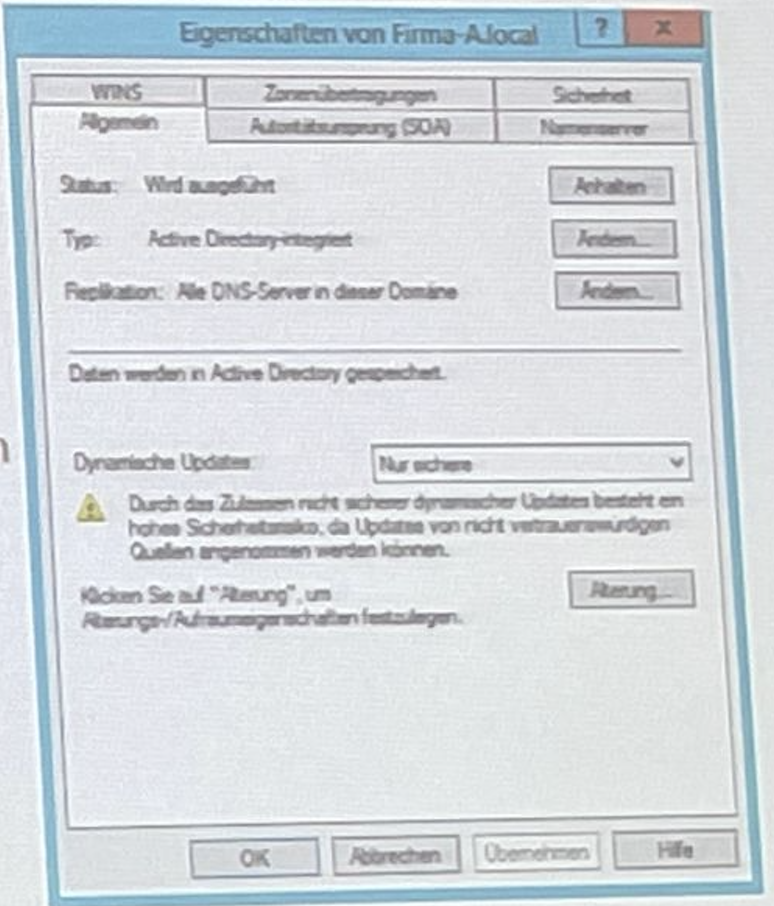 Eigenschaften von Firma-A.local
?
x
WINS
Zonenübertragungen
Sicherheit
Allgemein
Autoritätsursprung (SOA)
Namenserver
Status: Wird ausgeführt
Anhalten
Typ: Active Directory-integriert
Ändern...
Replikation: Alle DNS-Server in dieser Domäne
Ändern...
Daten werden in Active Directory gespeichert.
Dynamische Updates:
Nur sichere
Durch das Zulassen nicht sicherer dynamischer Updates besteht ein
hohes Sicherheitsrisiko, da Updates von nicht vertrauenswürdigen
Quellen angenommen werden können.
Klicken Sie auf "Alterung", um
Alterungs-/Aufräumeigenschaften festzulegen.
Alterung...
OK
Abbrechen
Übernehmen
Hilfe